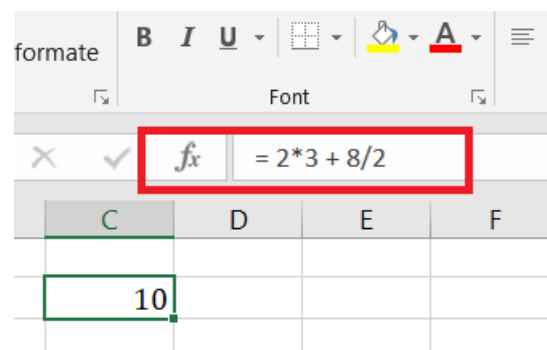 formate
B I U A
Font
fx = 2*3 + 8/2
C D E F
10